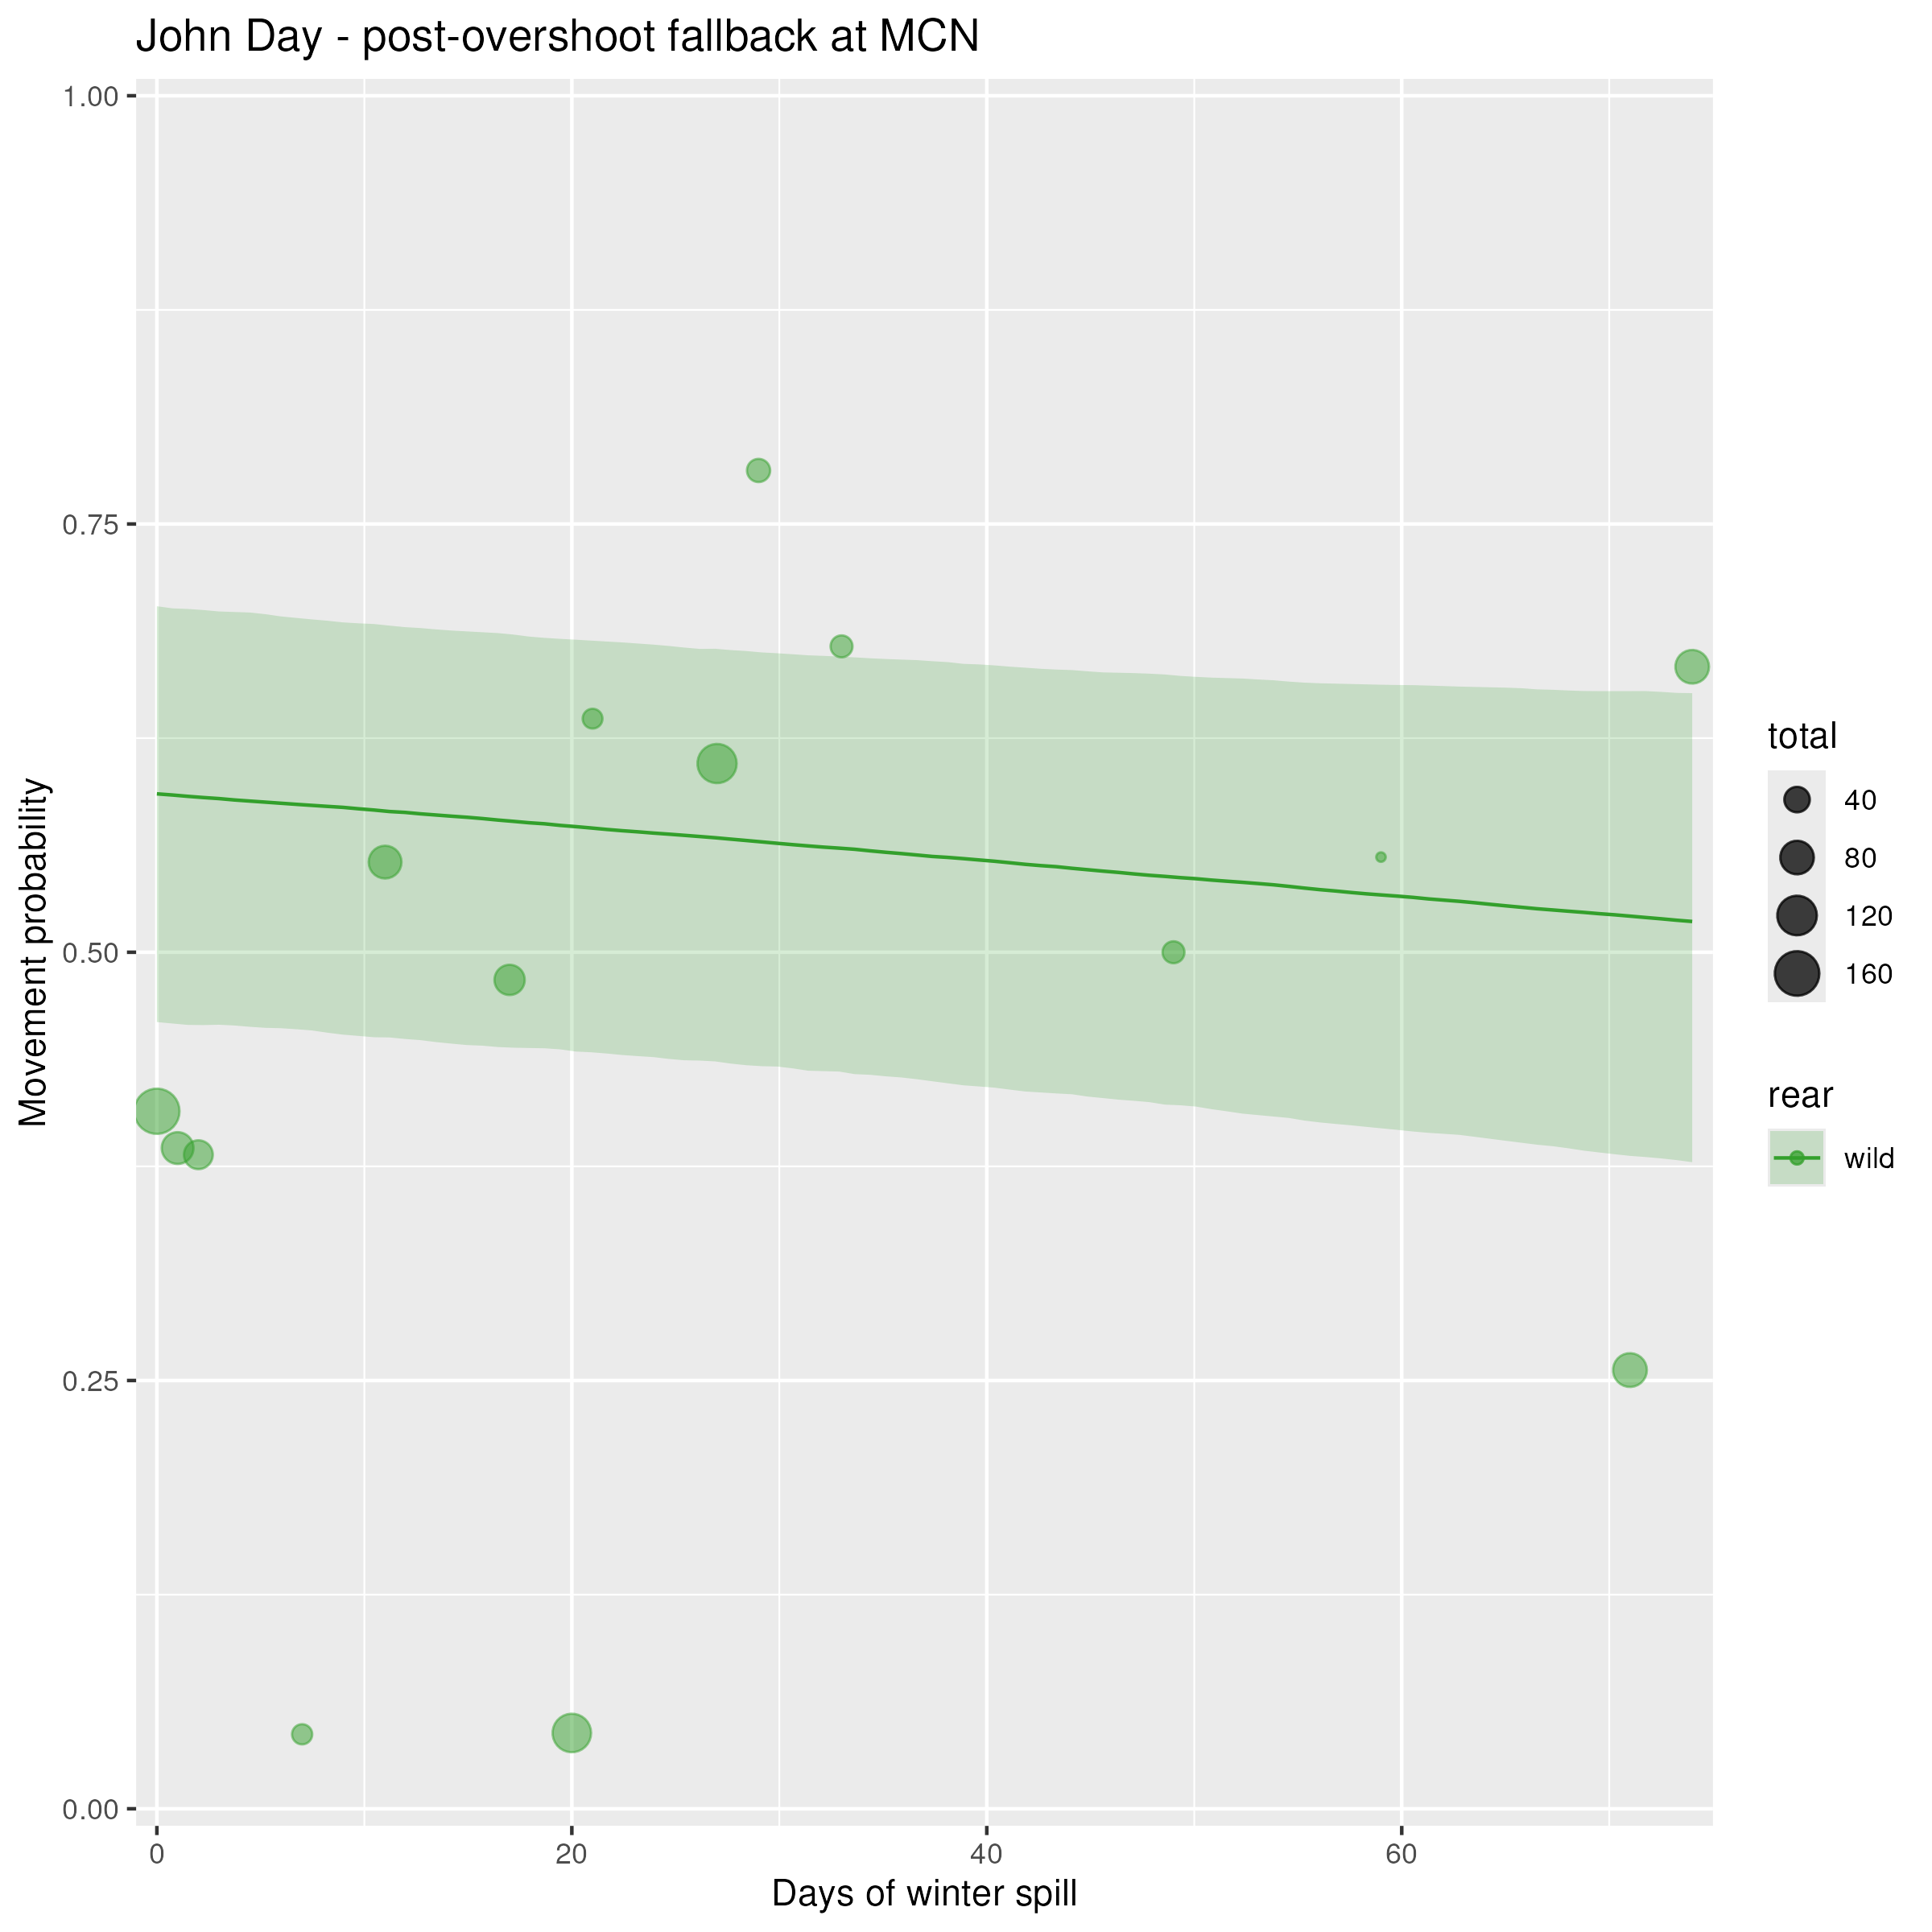 John Day - post-overshoot fallback at MCN
1.00
0.75
0.50
0.25
0.00
Movement probability
0
20
40
60
Days of winter spill
total
40
80
120
160
rear
wild